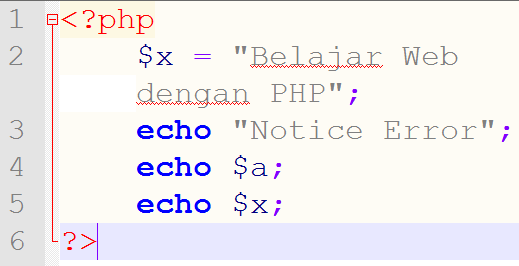 1 <?php
2 $x = "Belajar Web
dengan PHP";
3 echo "Notice Error";
4 echo $a;
5 echo $x;
6 ?>